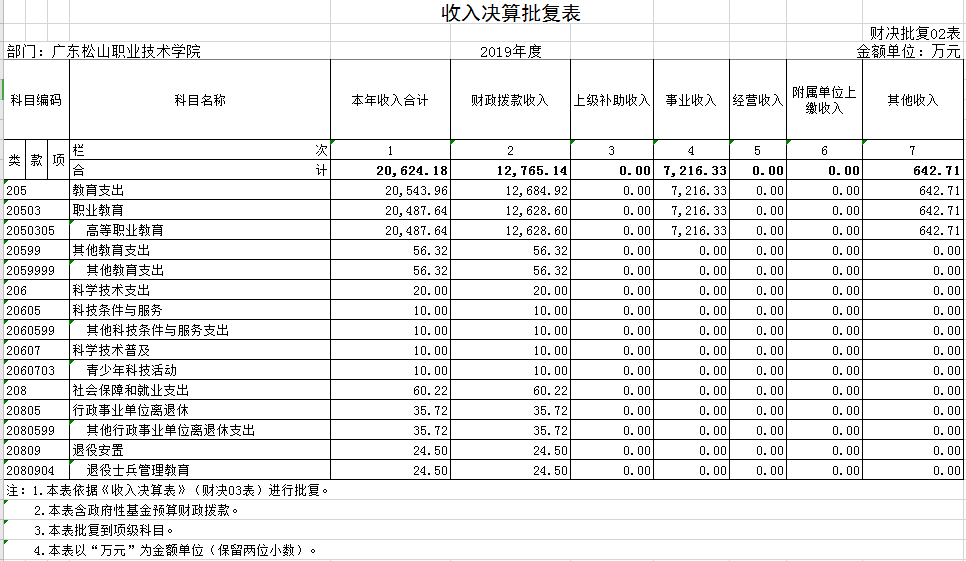 收入决算批复表
财决批复02表
部门：广东松山职业技术学院 2019年度 金额单位：万元
科目编码 科目名称 本年收入合计 财政拨款收入 上级补助收入 事业收入 经营收入 附属单位上缴收入 其他收入
类 款 项 栏 次 1 2 3 4 5 6 7
合 计 20,624.18 12,765.14 0.00 7,216.33 0.00 0.00 642.71
205 教育支出 20,543.96 12,684.92 0.00 7,216.33 0.00 0.00 642.71
20503 职业教育 20,487.64 12,628.60 0.00 7,216.33 0.00 0.00 642.71
2050305 高等职业教育 20,487.64 12,628.60 0.00 7,216.33 0.00 0.00 642.71
20599 其他教育支出 56.32 56.32 0.00 0.00 0.00 0.00 0.00
2059999 其他教育支出 56.32 56.32 0.00 0.00 0.00 0.00 0.00
206 科学技术支出 20.00 20.00 0.00 0.00 0.00 0.00 0.00
20605 科技条件与服务 10.00 10.00 0.00 0.00 0.00 0.00 0.00
2060599 其他科技条件与服务支出 10.00 10.00 0.00 0.00 0.00 0.00 0.00
20607 科学技术普及 10.00 10.00 0.00 0.00 0.00 0.00 0.00
2060703 青少年科技活动 10.00 10.00 0.00 0.00 0.00 0.00 0.00
208 社会保障和就业支出 60.22 60.22 0.00 0.00 0.00 0.00 0.00
20805 行政事业单位离退休 35.72 35.72 0.00 0.00 0.00 0.00 0.00
2080599 其他行政事业单位离退休支出 35.72 35.72 0.00 0.00 0.00 0.00 0.00
20809 退役安置 24.50 24.50 0.00 0.00 0.00 0.00 0.00
2080904 退役士兵管理教育 24.50 24.50 0.00 0.00 0.00 0.00 0.00
注：1.本表依据《收入决算表》（财决03表）进行批复。
2.本表含政府性基金预算财政拨款。
3.本表批复到项级科目。
4.本表以“万元”为金额单位（保留两位小数）。